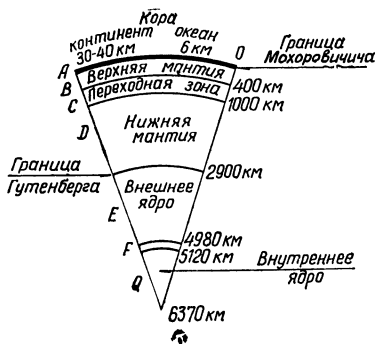 Кора
континент океан
30-40 км 6 км 0
Граница
Мохоровичича
A Верхняя мантия
B Переходная зона 400 км
C 1000 км
D Нижняя
мантия
Граница
Гутенберга
2900 км
Внешнее
ядро
E
F 4980 км
5120 км
Внутреннее
ядро
Q
6370 км